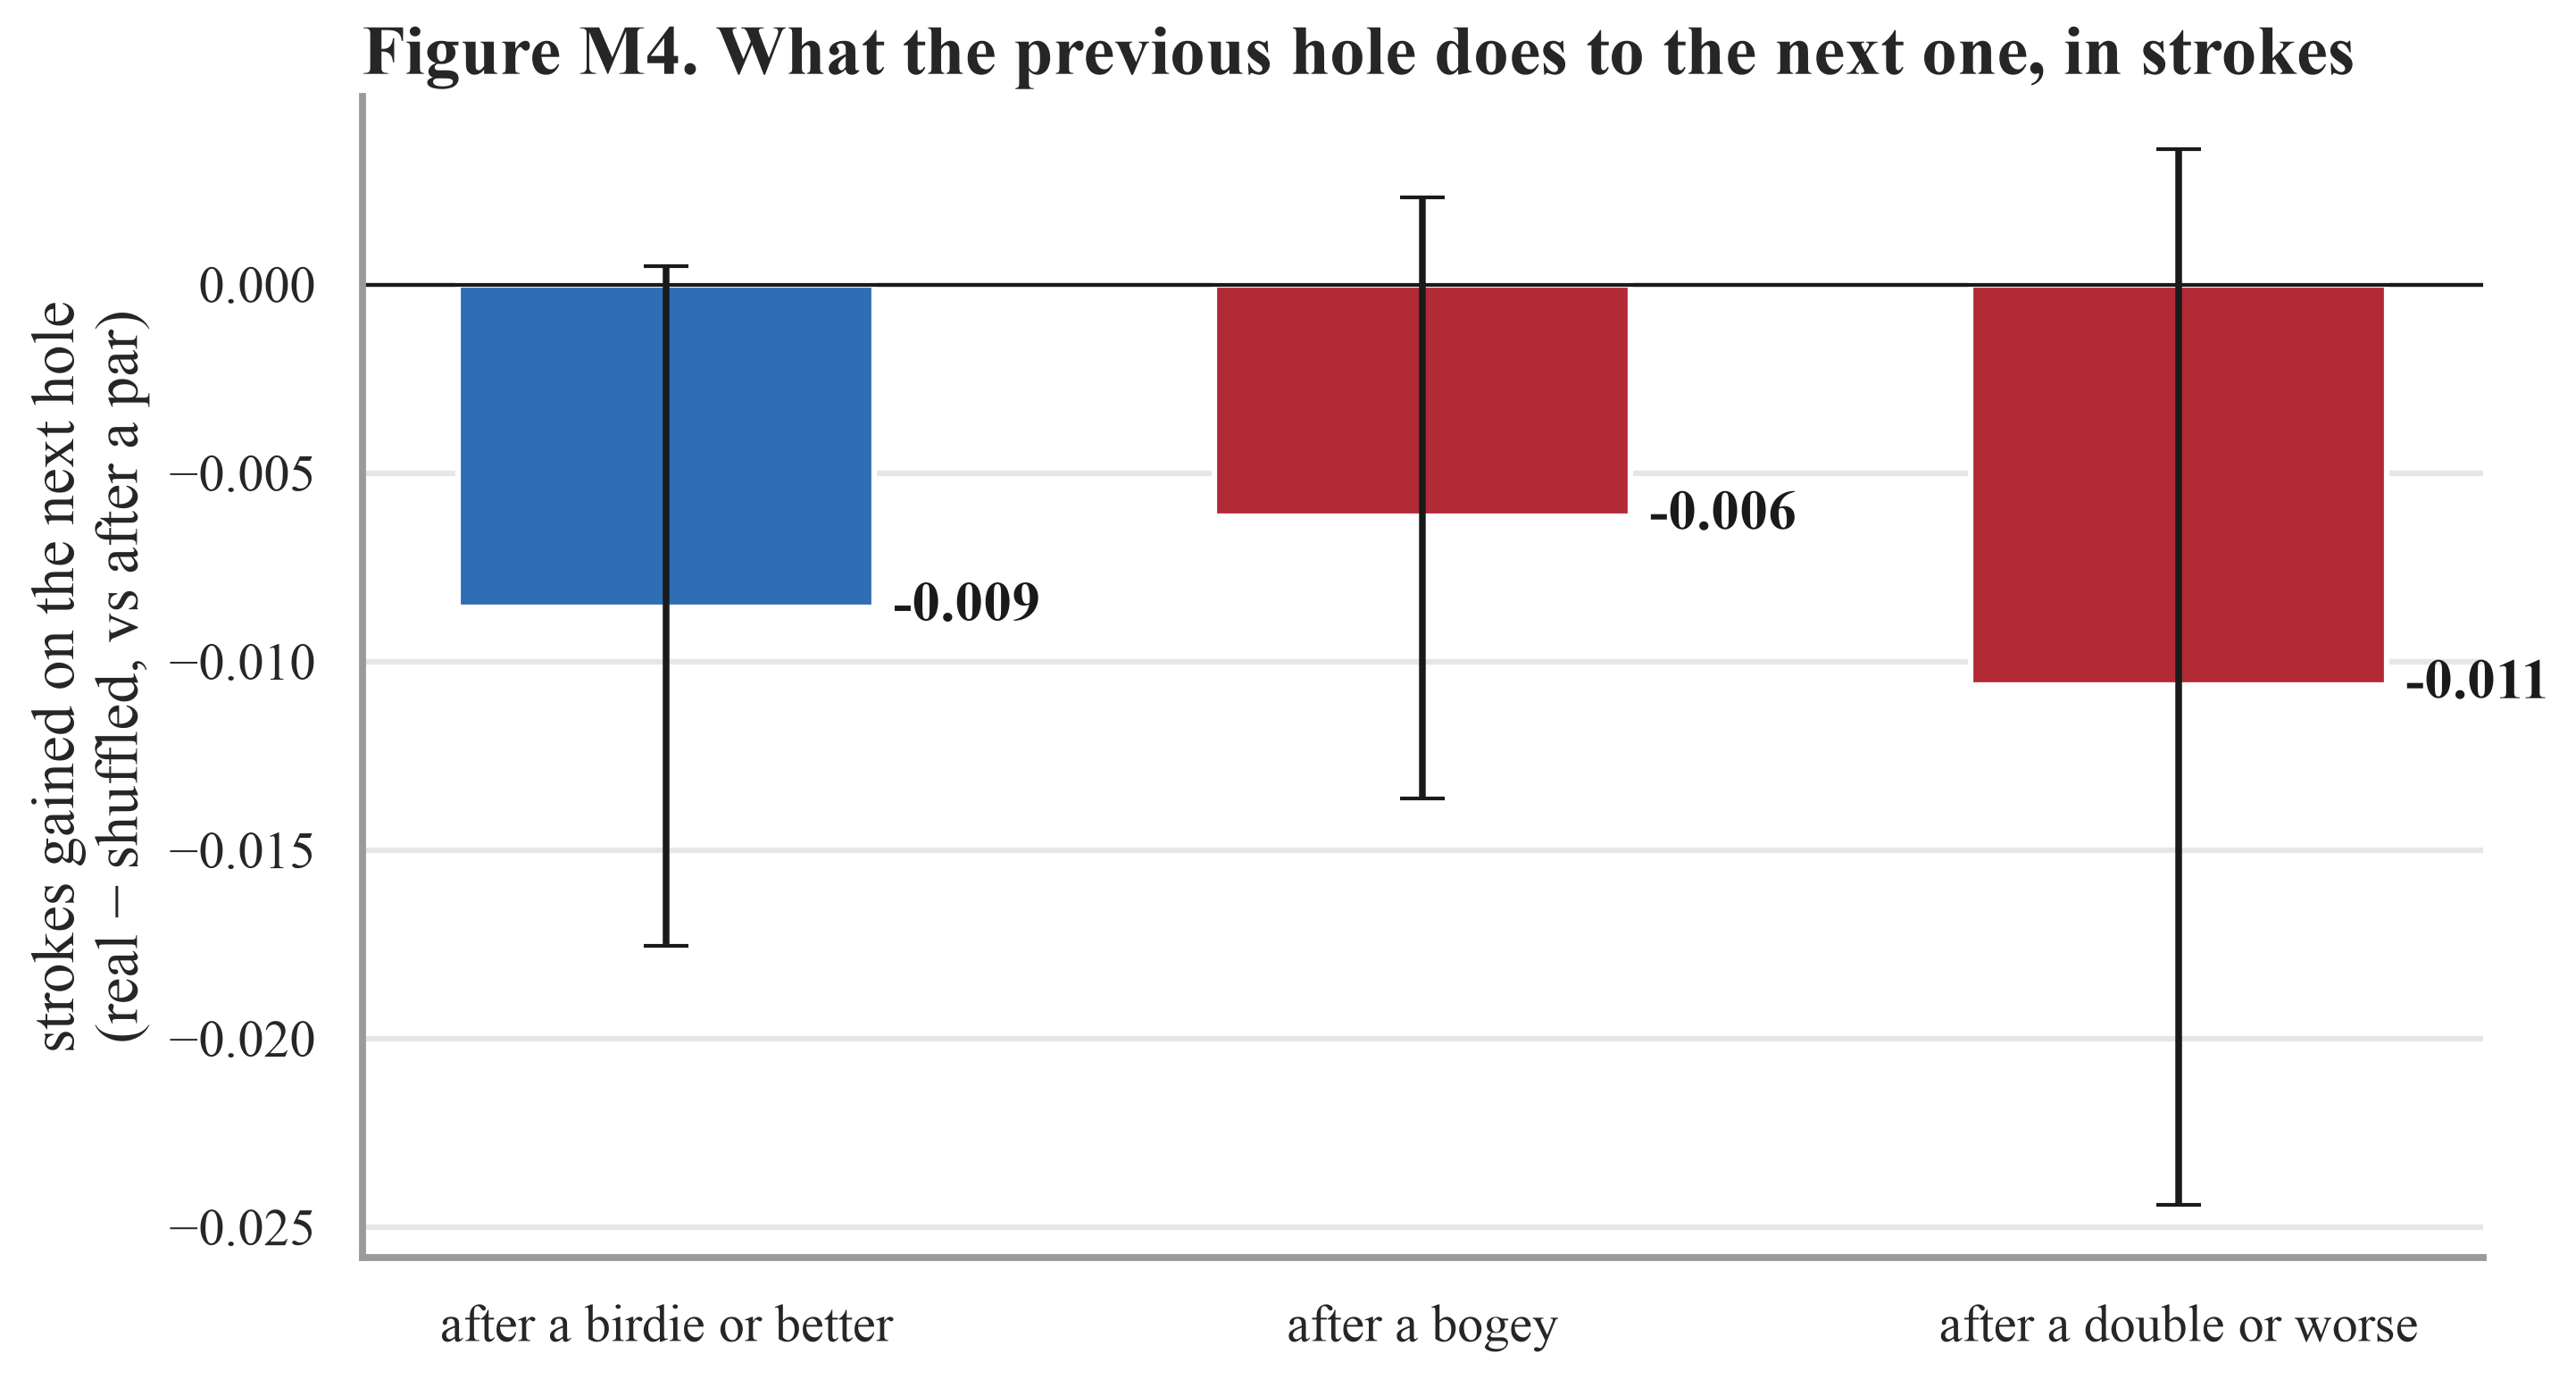 Figure M4. What the previous hole does to the next one, in strokes
strokes gained on the next hole
(real – shuffled, vs after a par)
0.000
−0.005
−0.010
−0.015
−0.020
−0.025
-0.009
-0.006
-0.011
after a birdie or better
after a bogey
after a double or worse